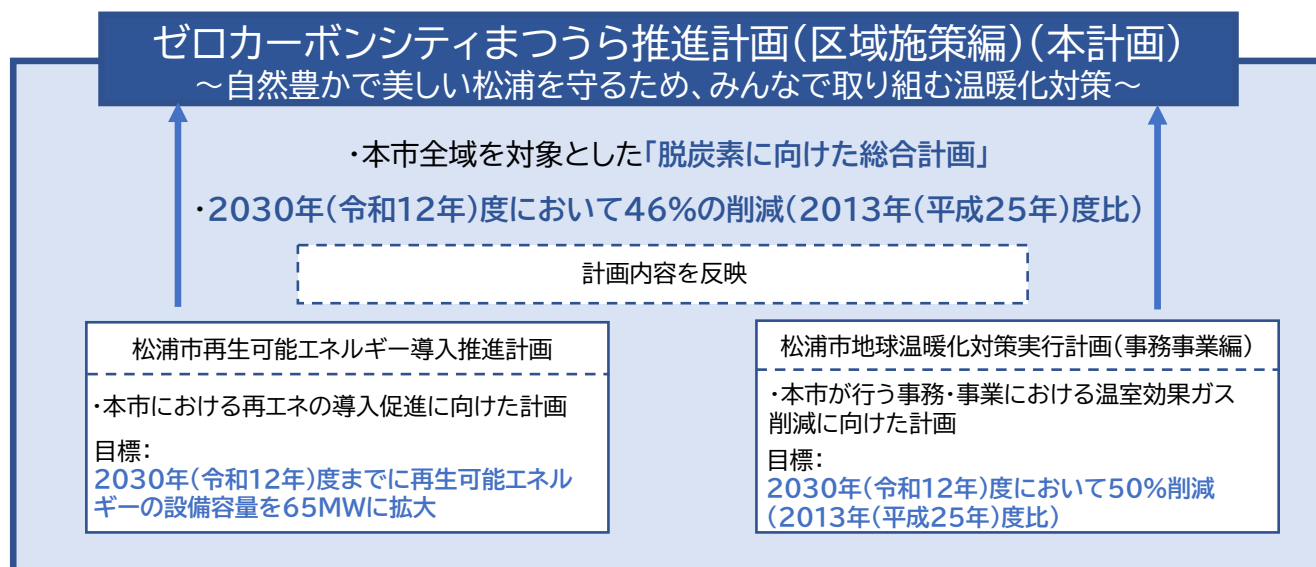 ゼロカーボンシティまつうら推進計画(区域施策編)(本計画)
～自然豊かで美しい松浦を守るため、みんなで取り組む温暖化対策～
・本市全域を対象とした「脱炭素に向けた総合計画」
・2030年(令和12年)度において46%の削減(2013年(平成25年)度比)
計画内容を反映
松浦市再生可能エネルギー導入推進計画
・本市における再エネの導入促進に向けた計画
目標：
2030年(令和12年)度までに再生可能エネル
ギーの設備容量を65MWに拡大
松浦市地球温暖化対策実行計画(事務事業編)
・本市が行う事務・事業における温室効果ガス
削減に向けた計画
目標：
2030年(令和12年)度において50%削減
(2013年(平成25年)度比)